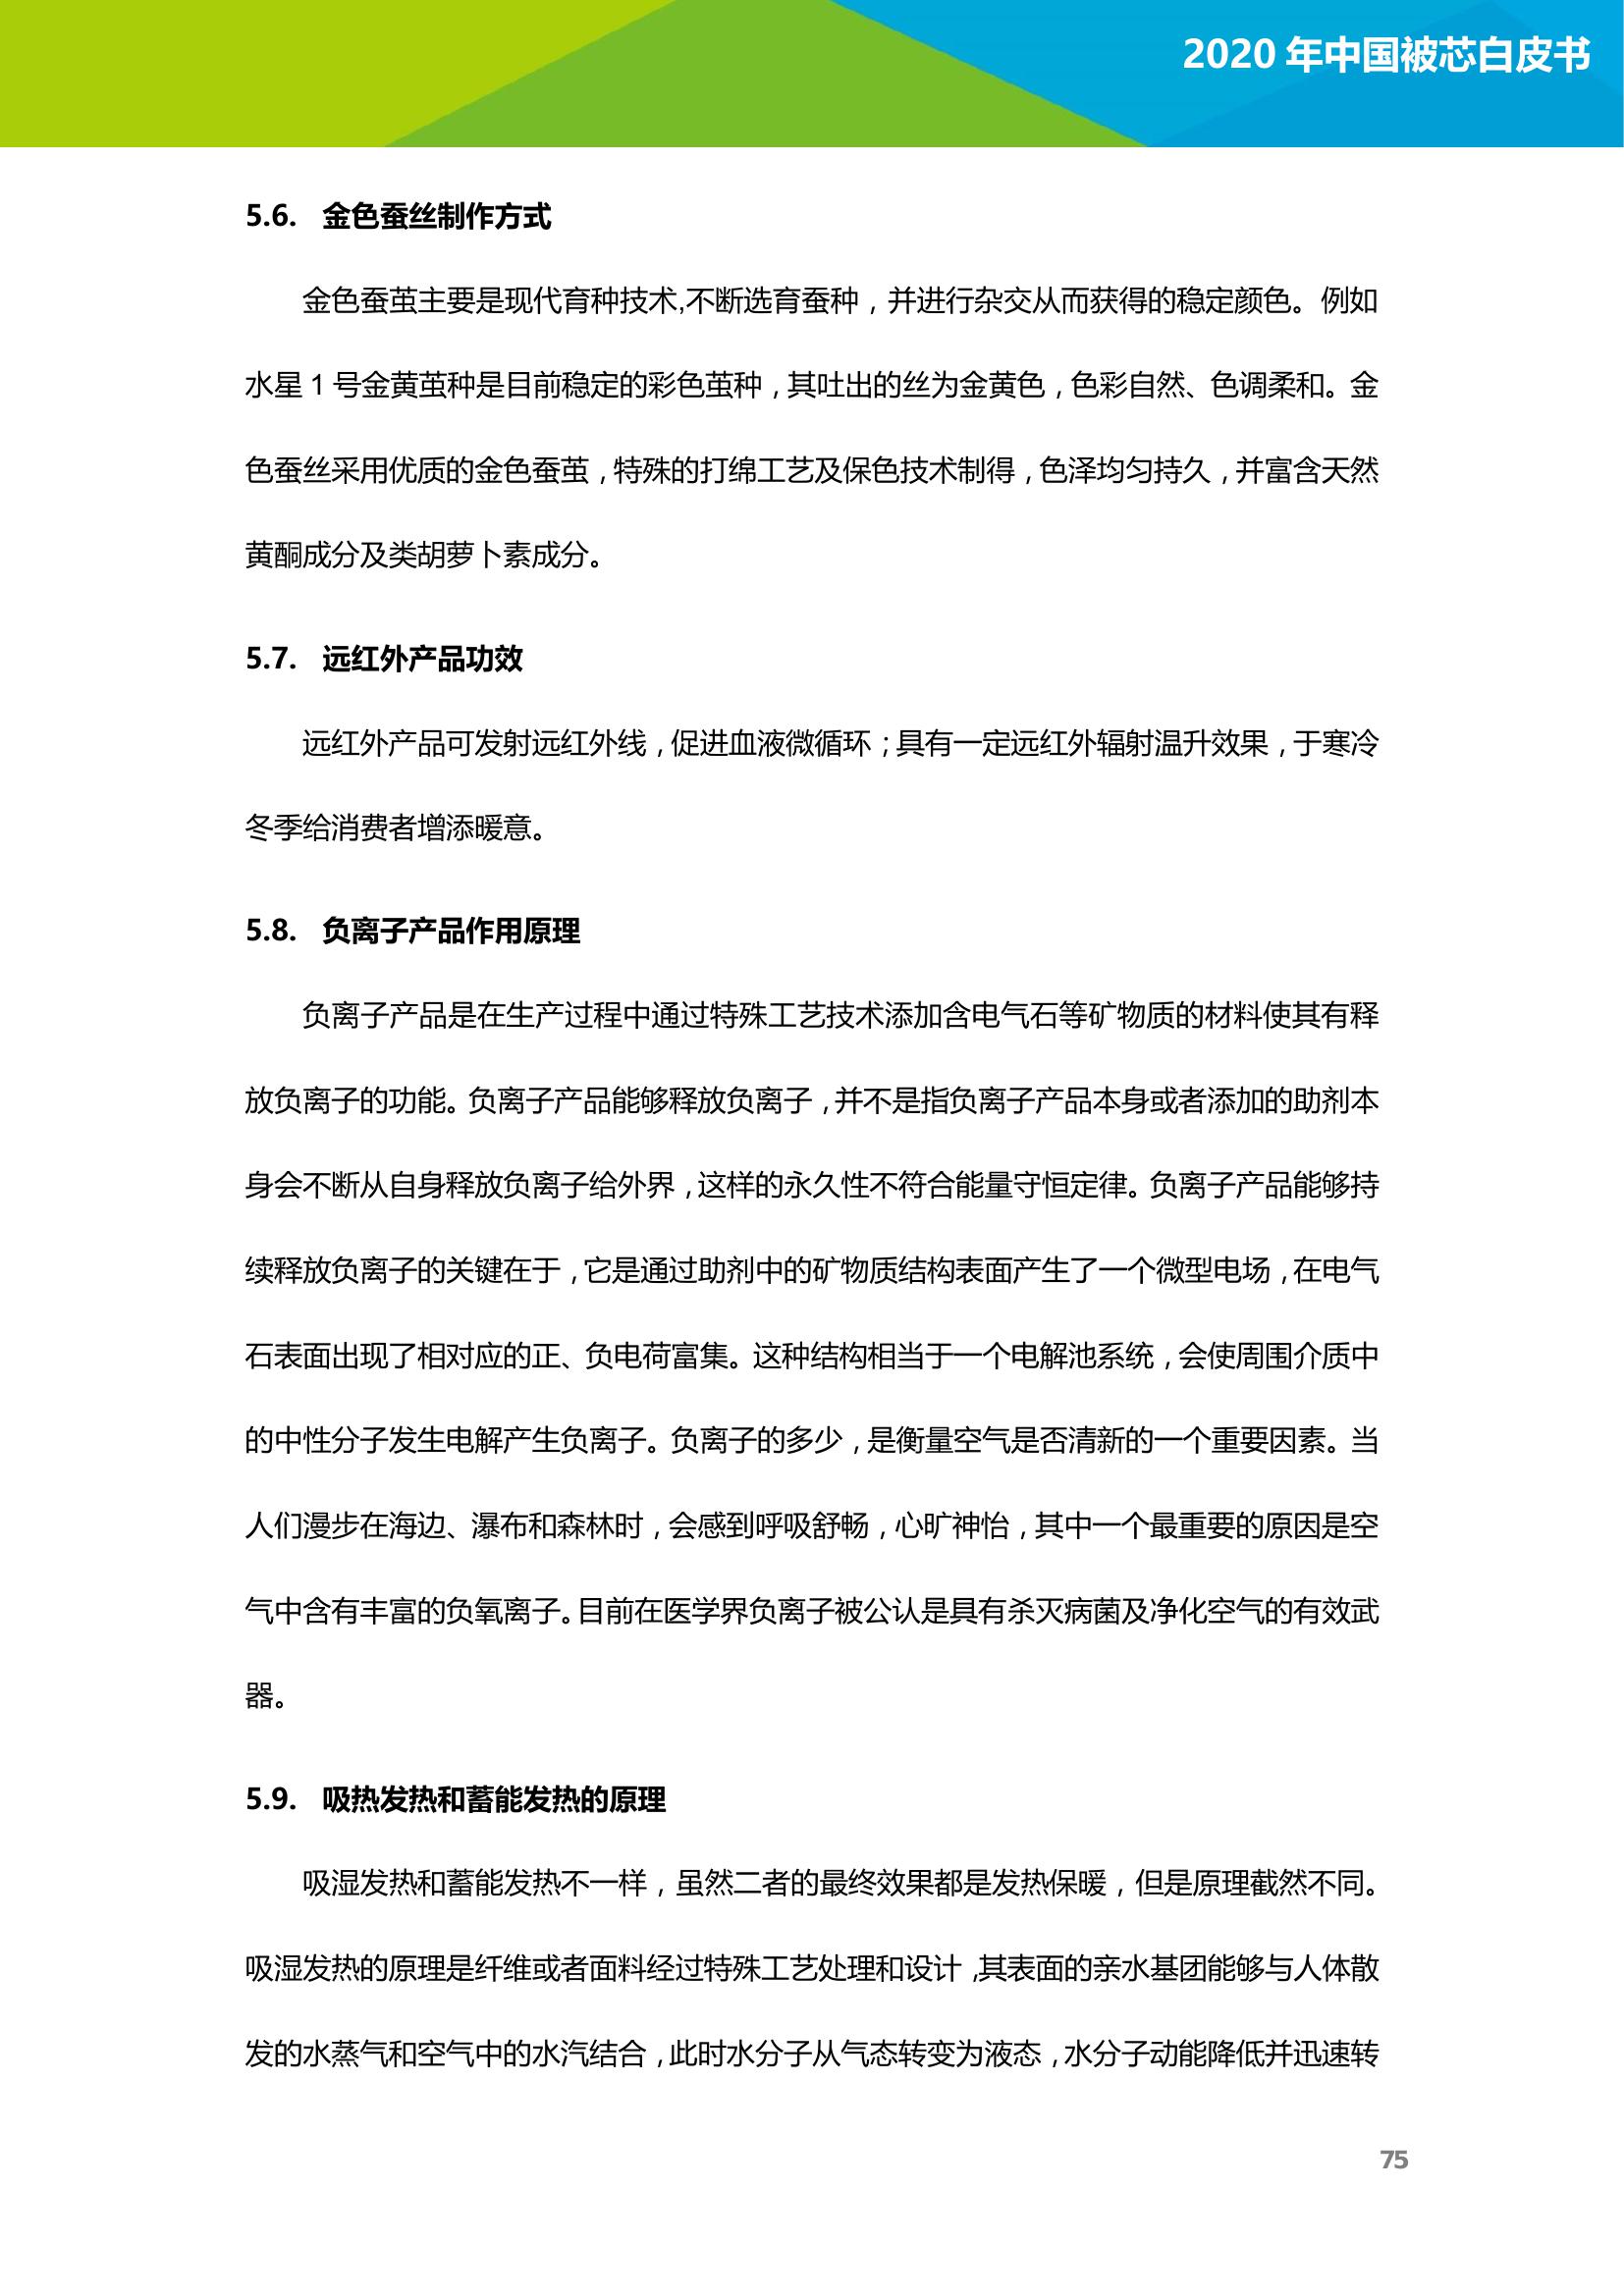 2020 年中国被芯白皮书
5.6. 金色蚕丝制作方式
金色蚕茧主要是现代育种技术,不断选育蚕种，并进行杂交从而获得的稳定颜色。例如
水星 1 号金黄茧种是目前稳定的彩色茧种，其吐出的丝为金黄色，色彩自然、色调柔和。金
色蚕丝采用优质的金色蚕茧，特殊的打绵工艺及保色技术制得，色泽均匀持久，并富含天然
黄酮成分及类胡萝卜素成分。
5.7. 远红外产品功效
远红外产品可发射远红外线，促进血液微循环；具有一定远红外辐射温升效果，于寒冷
冬季给消费者增添暖意。
5.8. 负离子产品作用原理
负离子产品是在生产过程中通过特殊工艺技术添加含电气石等矿物质的材料使其有释
放负离子的功能。负离子产品能够释放负离子，并不是指负离子产品本身或者添加的助剂本
身会不断从自身释放负离子给外界，这样的永久性不符合能量守恒定律。负离子产品能够持
续释放负离子的关键在于，它是通过助剂中的矿物质结构表面产生了一个微型电场，在电气
石表面出现了相对应的正、负电荷富集。这种结构相当于一个电解池系统，会使周围介质中
的中性分子发生电解产生负离子。负离子的多少，是衡量空气是否清新的一个重要因素。当
人们漫步在海边、瀑布和森林时，会感到呼吸舒畅，心旷神怡，其中一个最重要的原因是空
气中含有丰富的负氧离子。目前在医学界负离子被公认是具有杀灭病菌及净化空气的有效武
器。
5.9. 吸热发热和蓄能发热的原理
吸湿发热和蓄能发热不一样，虽然二者的最终效果都是发热保暖，但是原理截然不同。
吸湿发热的原理是纤维或者面料经过特殊工艺处理和设计，其表面的亲水基团能够与人体散
发的水蒸气和空气中的水汽结合，此时水分子从气态转变为液态，水分子动能降低并迅速转
75